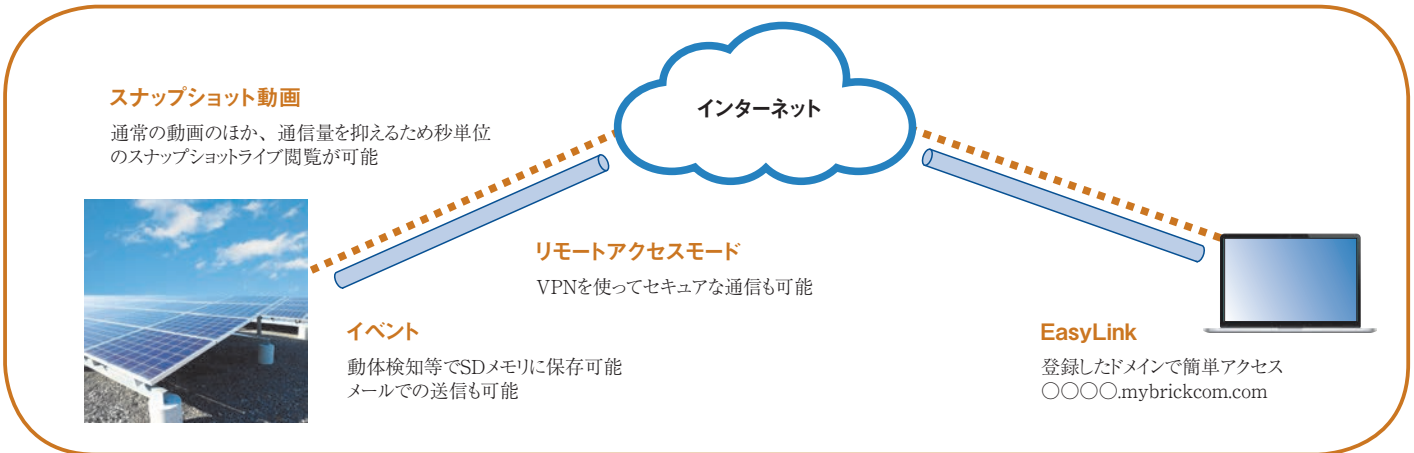 スナップショット動画
通常の動画のほか、通信量を抑えるため秒単位
のスナップショットライブ閲覧が可能
インターネット
リモートアクセスモード
VPNを使ってセキュアな通信も可能
イベント
動体検知等でSDメモリに保存可能
メールでの送信も可能
EasyLink
登録したドメインで簡単アクセス
〇〇〇〇.mybrickcom.com